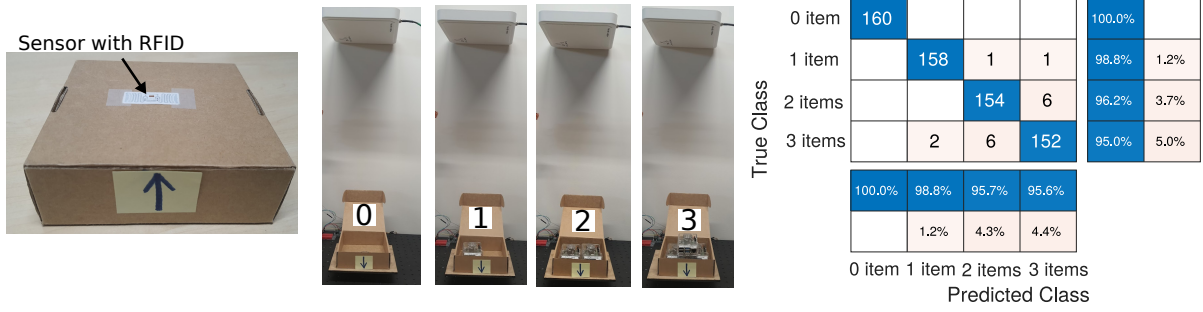 Sensor with RFID
0
1
2
3
True Class
0 item 160 100.0%
1 item 158 1 1 98.8% 1.2%
2 items 154 6 96.2% 3.7%
3 items 2 6 152 95.0% 5.0%
100.0% 98.8% 95.7% 95.6%
1.2% 4.3% 4.4%
0 item 1 item 2 items 3 items
Predicted Class